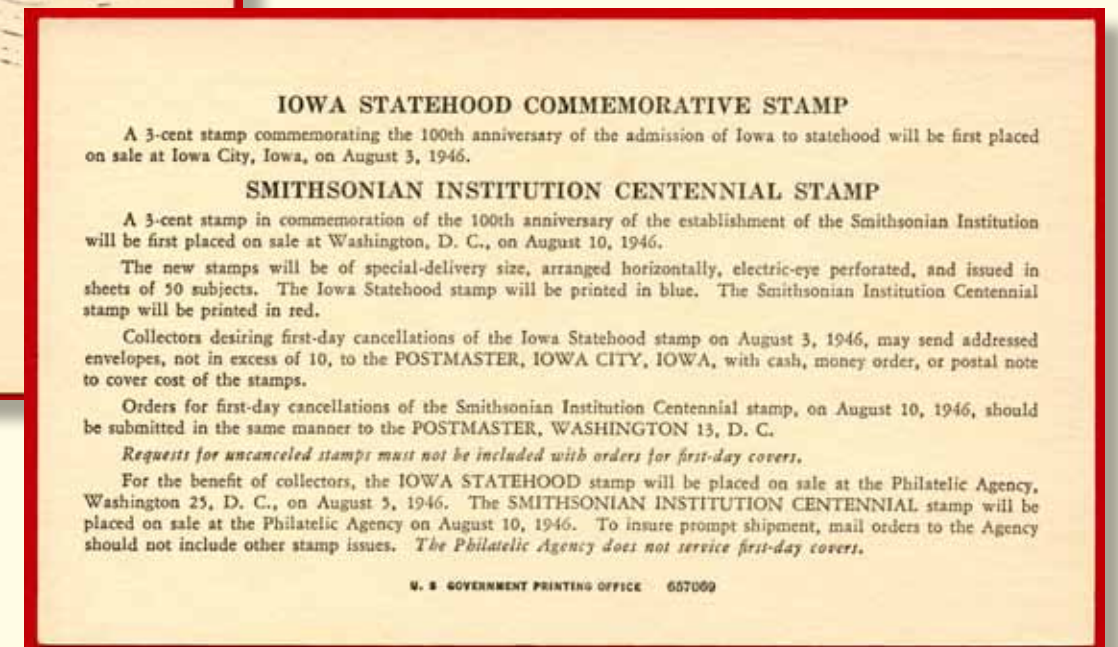 IOWA STATEHOOD COMMEMORATIVE STAMP
A 3-cent stamp commemorating the 100th anniversary of the admission of Iowa to statehood will be first placed
on sale at Iowa City, Iowa, on August 3, 1946.
SMITHSONIAN INSTITUTION CENTENNIAL STAMP
A 3-cent stamp in commemoration of the 100th anniversary of the establishment of the Smithsonian Institution
will be first placed on sale at Washington, D. C., on August 10, 1946.
The new stamps will be of special-delivery size, arranged horizontally, electric-eye perforated, and issued in
sheets of 50 subjects. The Iowa Statehood stamp will be printed in blue. The Smithsonian Institution Centennial
stamp will be printed in red.
Collectors desiring first-day cancellations of the Iowa Statehood stamp on August 3, 1946, may send addressed
envelopes, not in excess of 10, to the POSTMASTER, IOWA CITY, IOWA, with cash, money order, or postal note
to cover cost of the stamps.
Orders for first-day cancellations of the Smithsonian Institution Centennial stamp, on August 10, 1946, should
be submitted in the same manner to the POSTMASTER, WASHINGTON 13, D. C.
Requests for uncanceled stamps must not be included with orders for first-day covers.
For the benefit of collectors, the IOWA STATEHOOD stamp will be placed on sale at the Philatelic Agency,
Washington 25, D. C., on August 5, 1946. The SMITHSONIAN INSTITUTION CENTENNIAL stamp will be
placed on sale at the Philatelic Agency on August 10, 1946. To insure prompt shipment, mail orders to the Agency
should not include other stamp issues. The Philatelic Agency does not service first-day covers.
U. S GOVERNMENT PRINTING OFFICE 657069